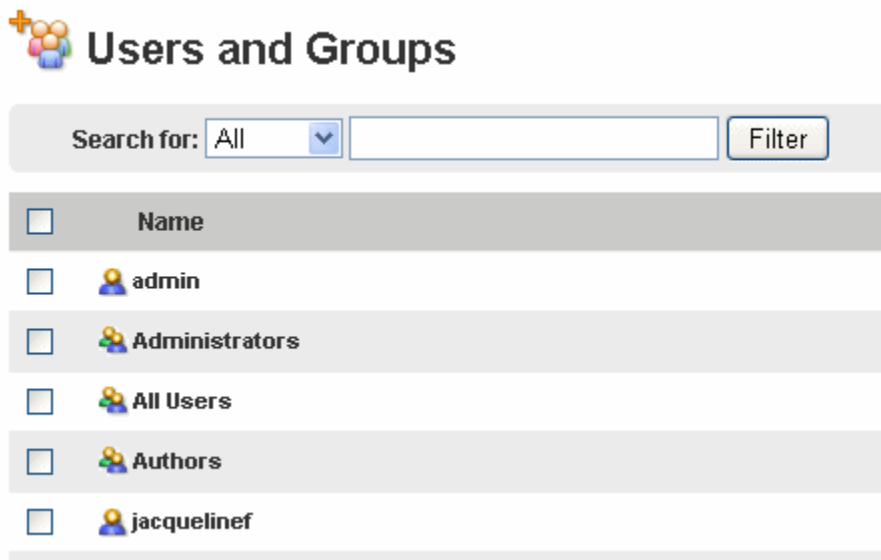 Users and Groups
Search for: All Filter
Name
admin
Administrators
All Users
Authors
jacquelinef